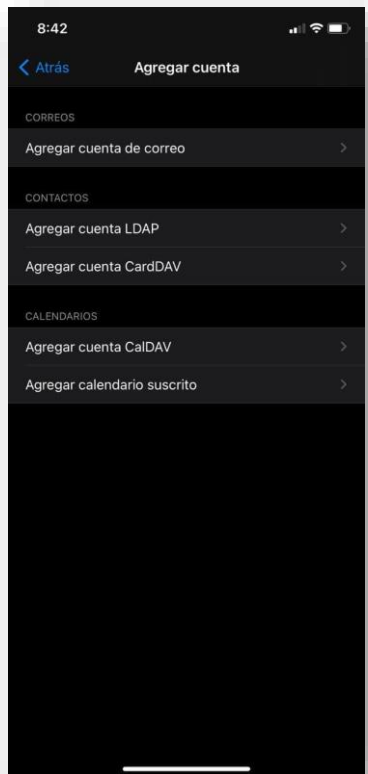 8:42
Atrás
Agregar cuenta
CORREOS
Agregar cuenta de correo
CONTACTOS
Agregar cuenta LDAP
Agregar cuenta CardDAV
CALENDARIOS
Agregar cuenta CalDAV
Agregar calendario suscrito